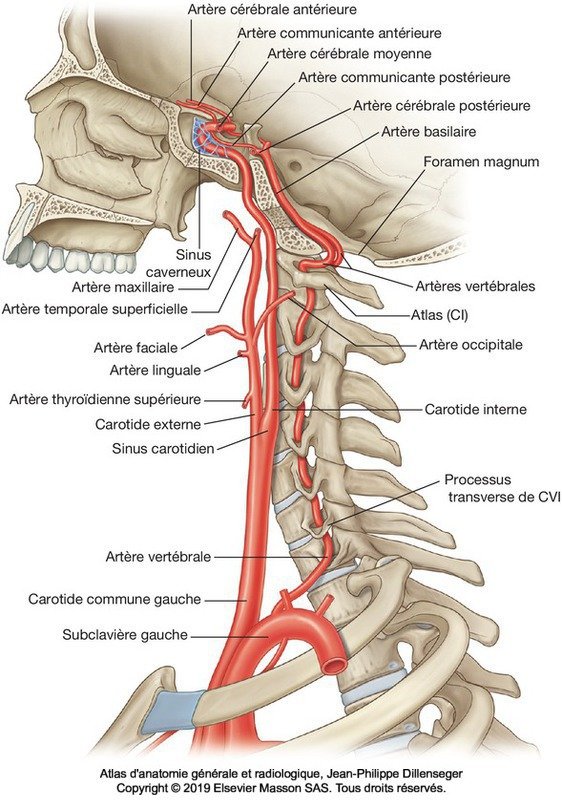 Artère cérébrale antérieure
Artère communicante antérieure
Artère cérébrale moyenne
Artère communicante postérieure
Artère cérébrale postérieure
Artère basilaire
Foramen magnum
Sinus
caverneux
Artère maxillaire
Artères vertébrales
Artère temporale superficielle
Atlas (CI)
Artère faciale
Artère occipitale
Artère linguale
Artère thyroïdienne supérieure
Carotide interne
Carotide externe
Sinus carotidien
Processus
transverse de CVI
Artère vertébrale
Carotide commune gauche
Subclavière gauche
Atlas d'anatomie générale et radiologique, Jean-Philippe Dillenseger
Copyright © 2019 Elsevier Masson SAS. Tous droits réservés.